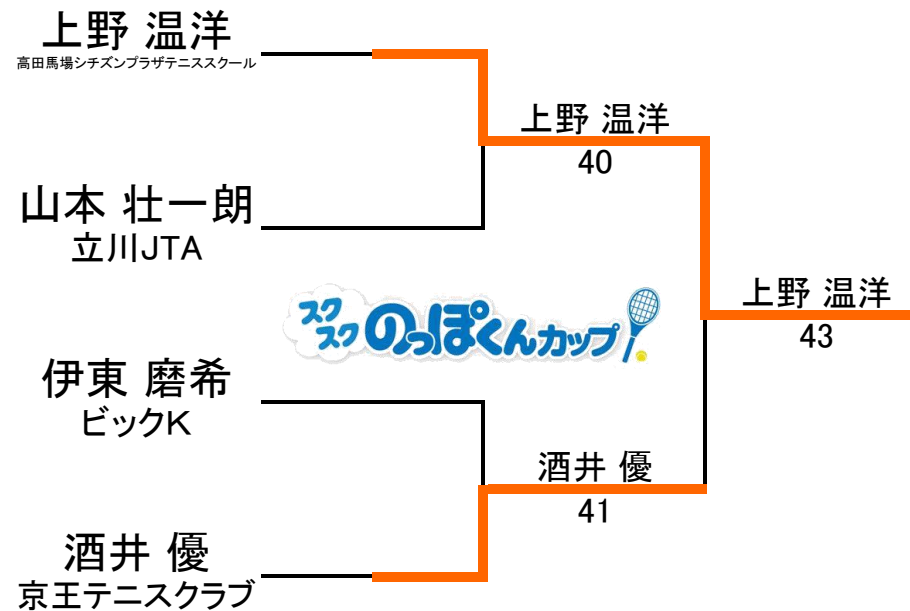 上野 温洋
高田馬場シチズンプラザテニススクール
上野 温洋
40
山本 壮一朗
立川JTA
スクスク のっぽくんカップ
上野 温洋
43
伊東 磨希
ビックK
酒井 優
41
酒井 優
京王テニスクラブ